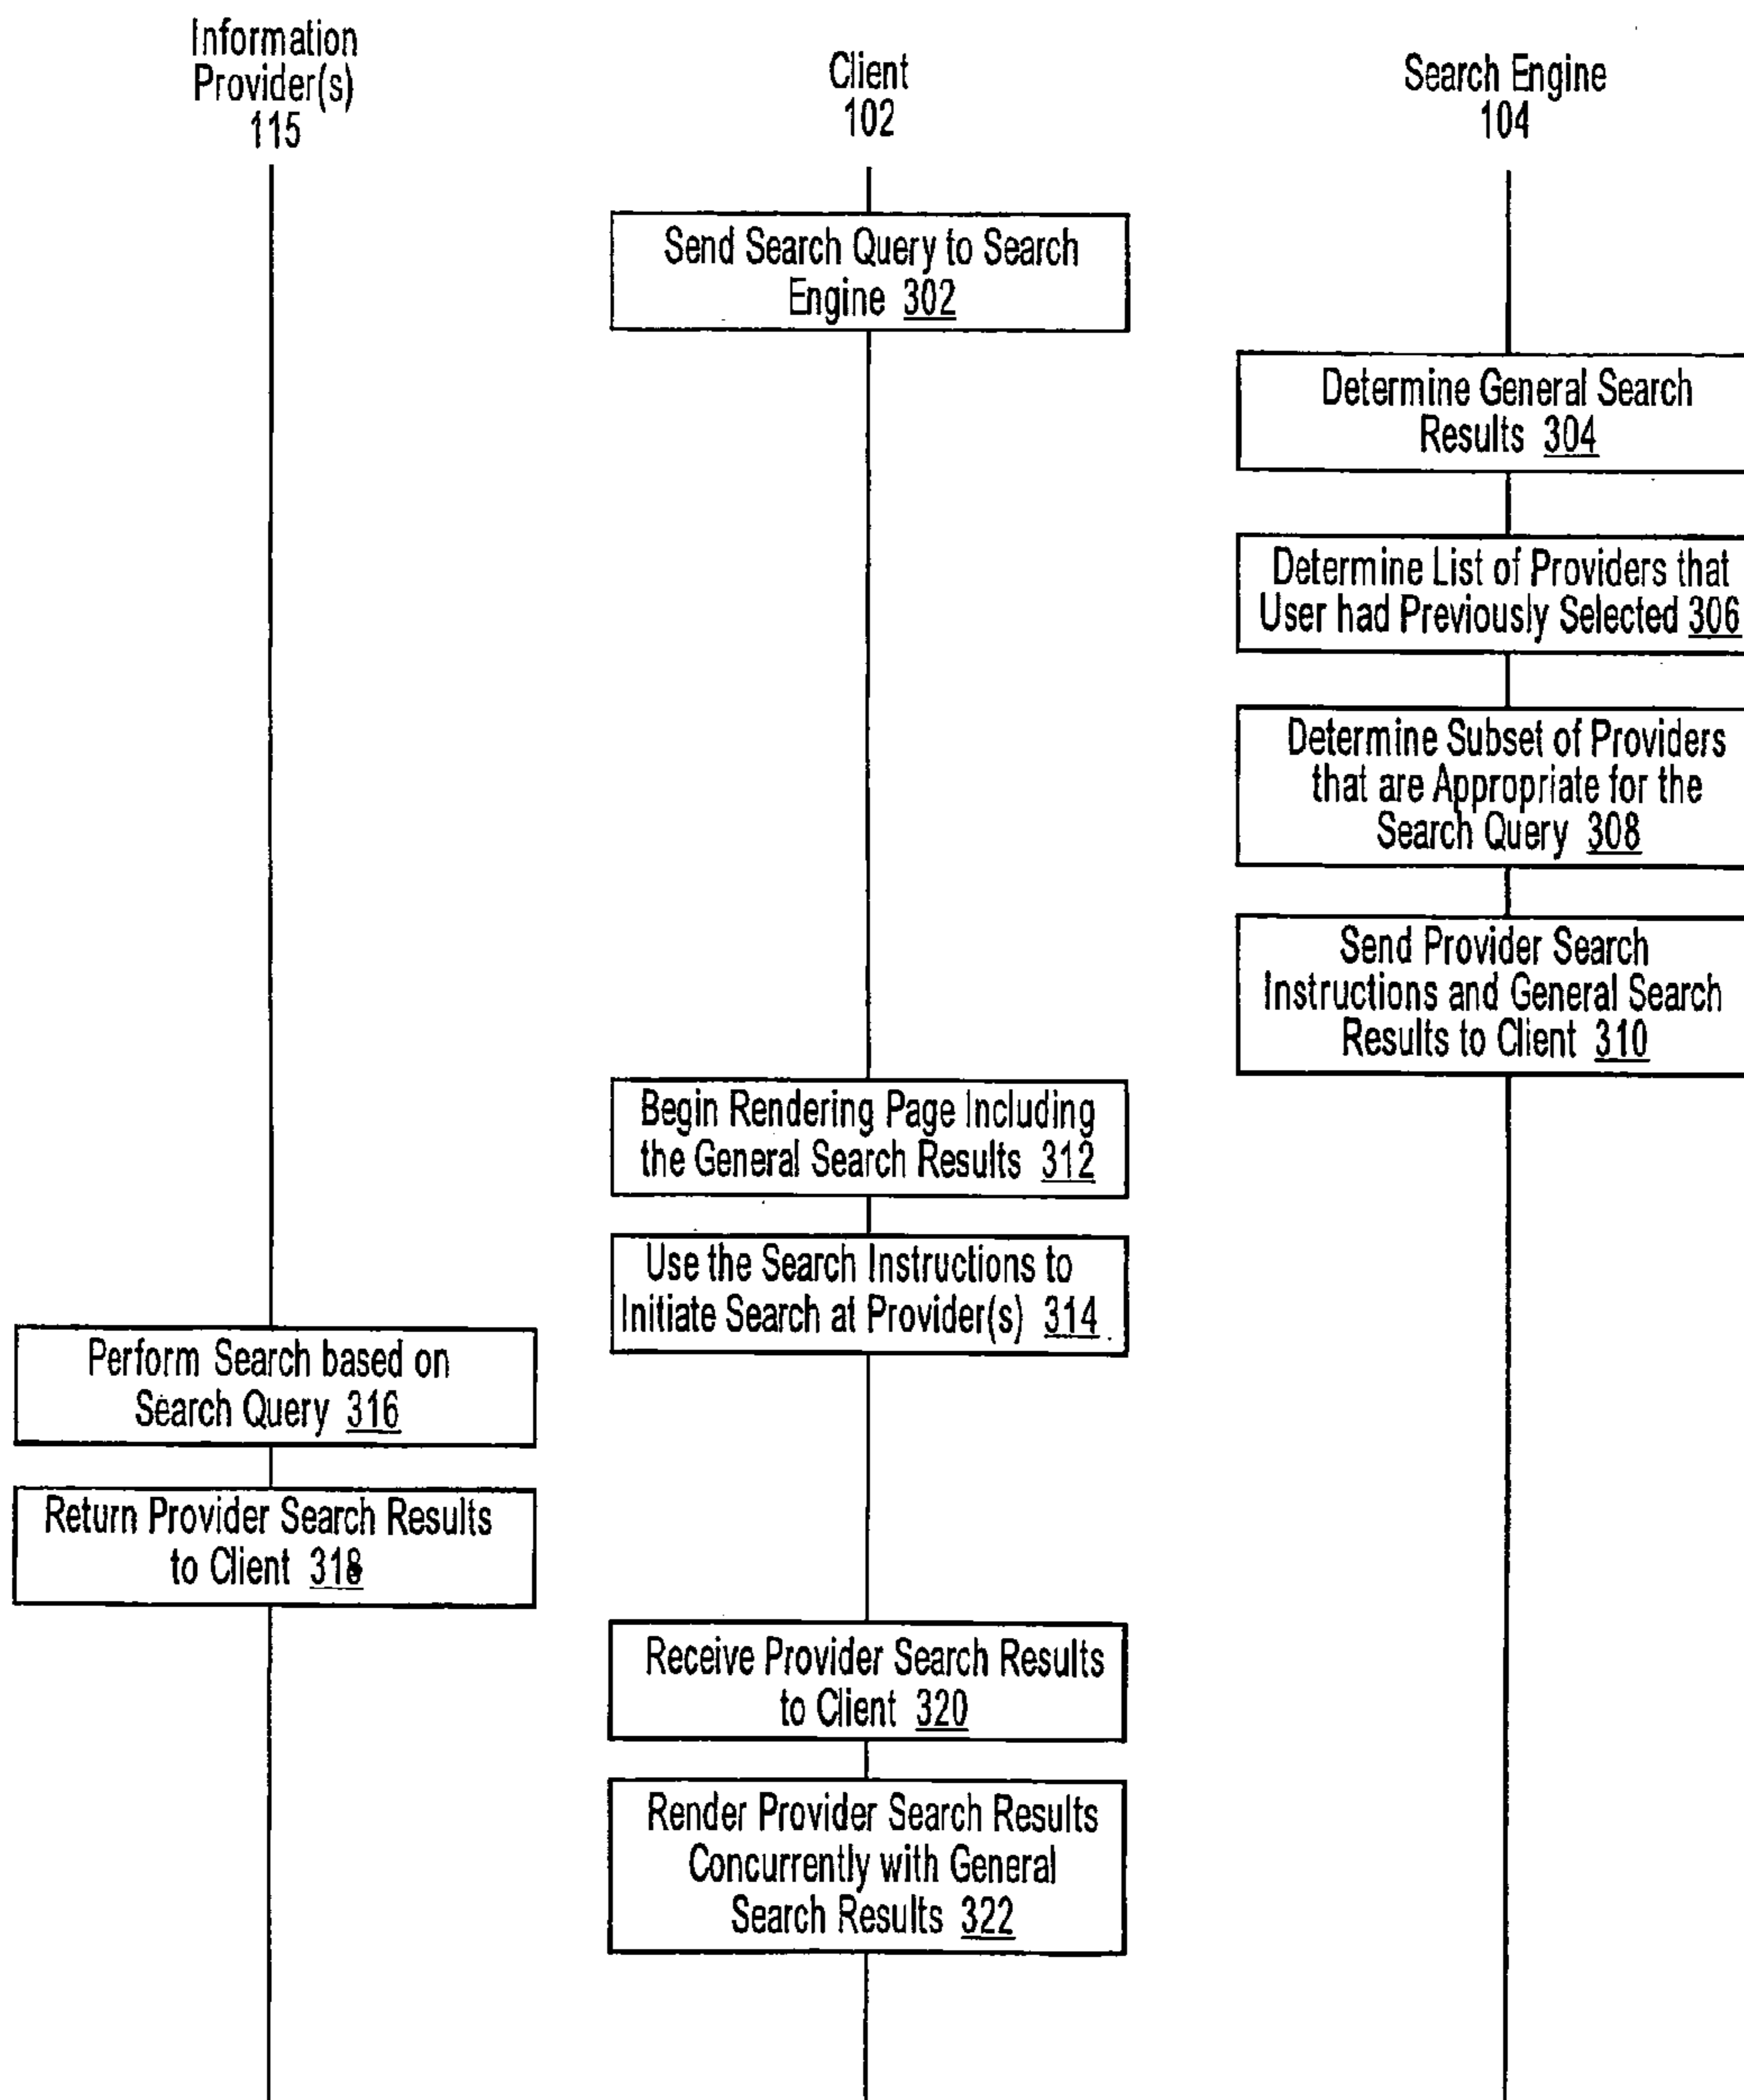 Information
Provider(s)
115
Client
102
Search Engine
104
Send Search Query to Search
Engine 302
Determine General Search
Results 304
Determine List of Providers that
User had Previously Selected 306
Determine Subset of Providers
that are Appropriate for the
Search Query 308
Send Provider Search
Instructions and General Search
Results to Client 310
Begin Rendering Page Including
the General Search Results 312
Use the Search Instructions to
Initiate Search at Provider(s) 314
Perform Search based on
Search Query 316
Return Provider Search Results
to Client 318
Receive Provider Search Results
to Client 320
Render Provider Search Results
Concurrently with General
Search Results 322